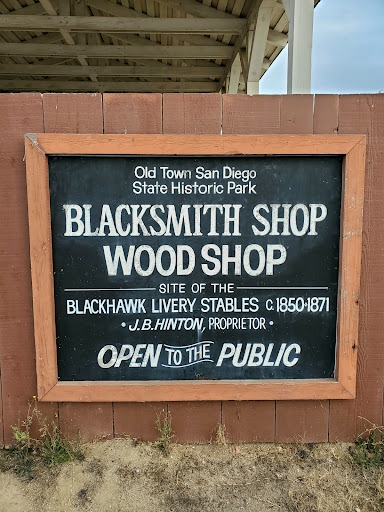 Old Town San Diego
State Historic Park
BLACKSMITH SHOP
WOOD SHOP
SITE OF THE
BLACKHAWK LIVERY STABLES C. 1850·1871
· J.B. HINTON, PROPRIETOR ·
OPEN TO THE PUBLIC